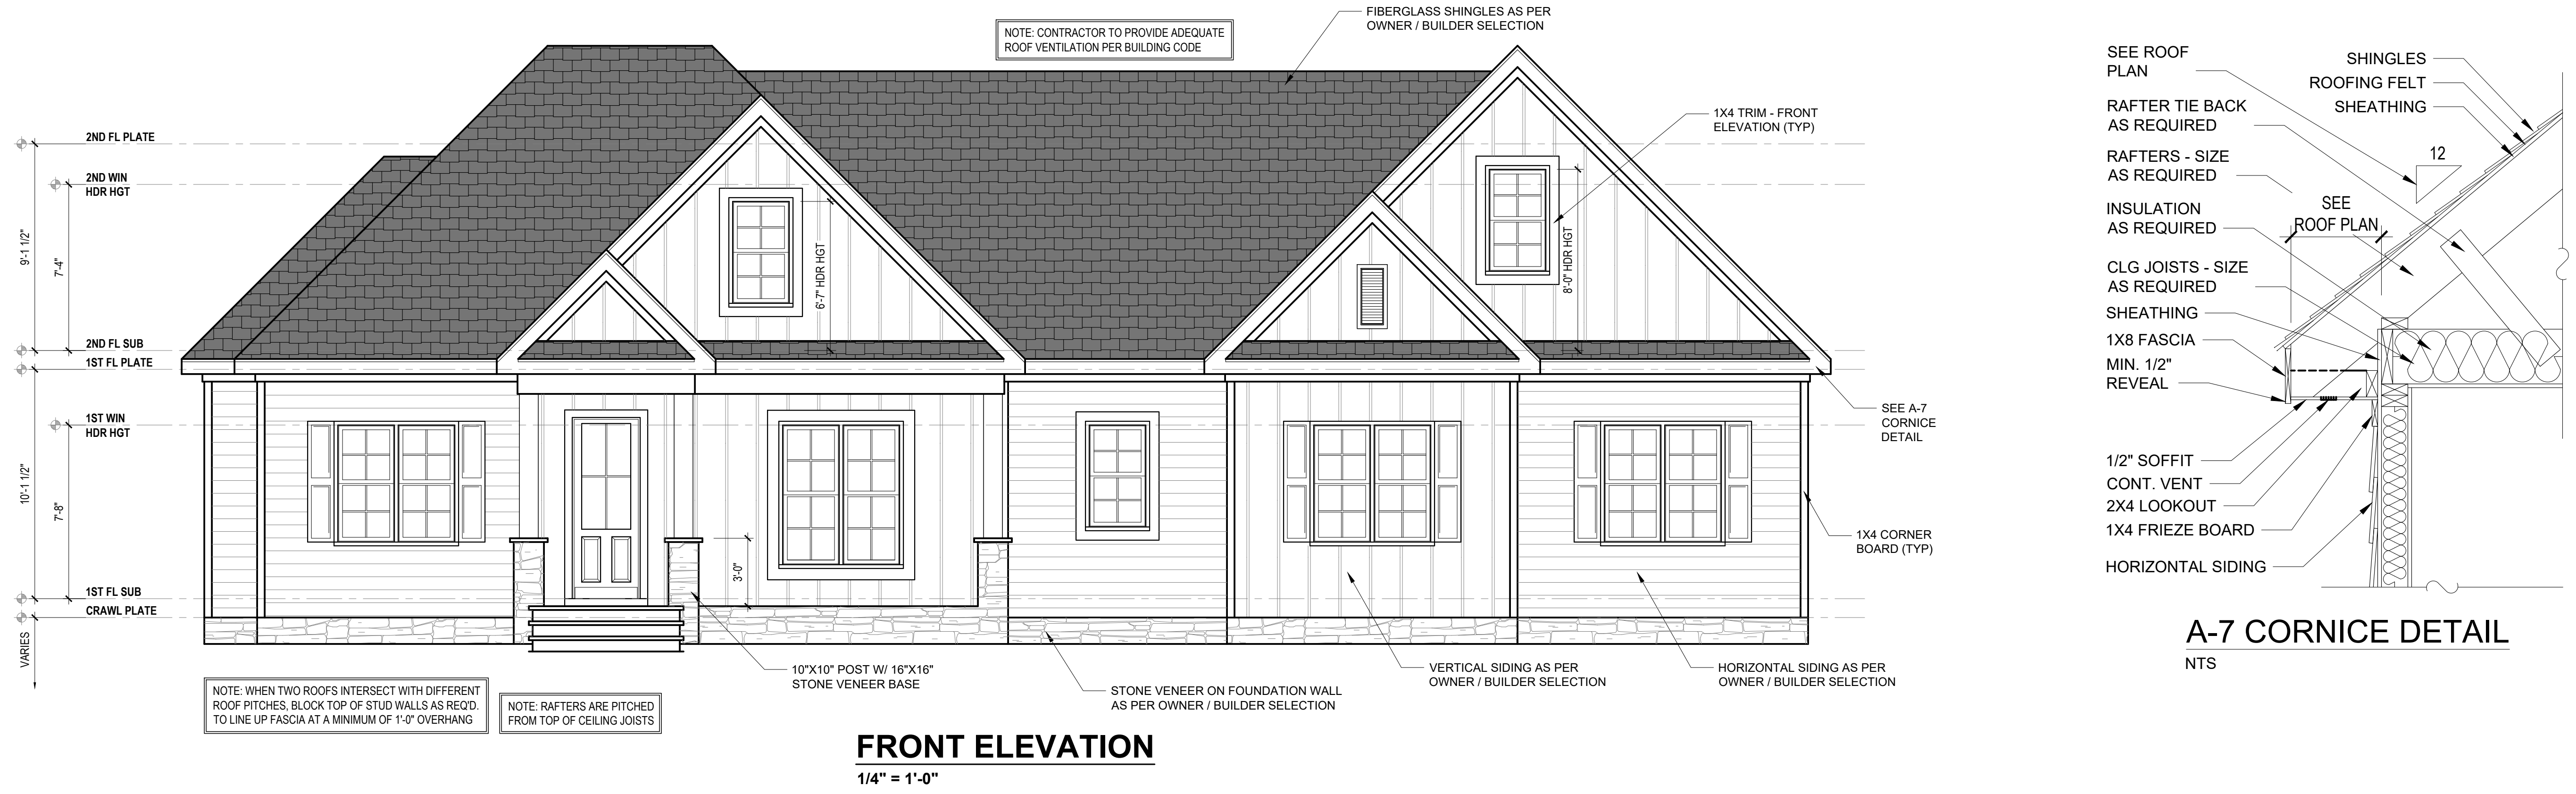 NOTE: CONTRACTOR TO PROVIDE ADEQUATE
ROOF VENTILATION PER BUILDING CODE
FIBERGLASS SHINGLES AS PER
OWNER / BUILDER SELECTION
1X4 TRIM - FRONT
ELEVATION (TYP)
2ND FL PLATE
2ND WIN
HDR HGT
9'-1 1/2"
7'-4"
2ND FL SUB
1ST FL PLATE
1ST WIN
HDR HGT
10'-1 1/2"
7'-8"
1ST FL SUB
CRAWL PLATE
VARIES
6'-7" HDR HGT
8'-0" HDR HGT
3'-0"
SEE A-7
CORNICE
DETAIL
1X4 CORNER
BOARD (TYP)
10"X10" POST W/ 16"X16"
STONE VENEER BASE
STONE VENEER ON FOUNDATION WALL
AS PER OWNER / BUILDER SELECTION
VERTICAL SIDING AS PER
OWNER / BUILDER SELECTION
HORIZONTAL SIDING AS PER
OWNER / BUILDER SELECTION
NOTE: WHEN TWO ROOFS INTERSECT WITH DIFFERENT
ROOF PITCHES, BLOCK TOP OF STUD WALLS AS REQ'D.
TO LINE UP FASCIA AT A MINIMUM OF 1'-0" OVERHANG
NOTE: RAFTERS ARE PITCHED
FROM TOP OF CEILING JOISTS
FRONT ELEVATION
1/4" = 1'-0"
SEE ROOF
PLAN
RAFTER TIE BACK
AS REQUIRED
RAFTERS - SIZE
AS REQUIRED
INSULATION
AS REQUIRED
CLG JOISTS - SIZE
AS REQUIRED
SHEATHING
1X8 FASCIA
MIN. 1/2"
REVEAL
1/2" SOFFIT
CONT. VENT
2X4 LOOKOUT
1X4 FRIEZE BOARD
HORIZONTAL SIDING
SHINGLES
ROOFING FELT
SHEATHING
12
SEE
ROOF PLAN
A-7 CORNICE DETAIL
NTS